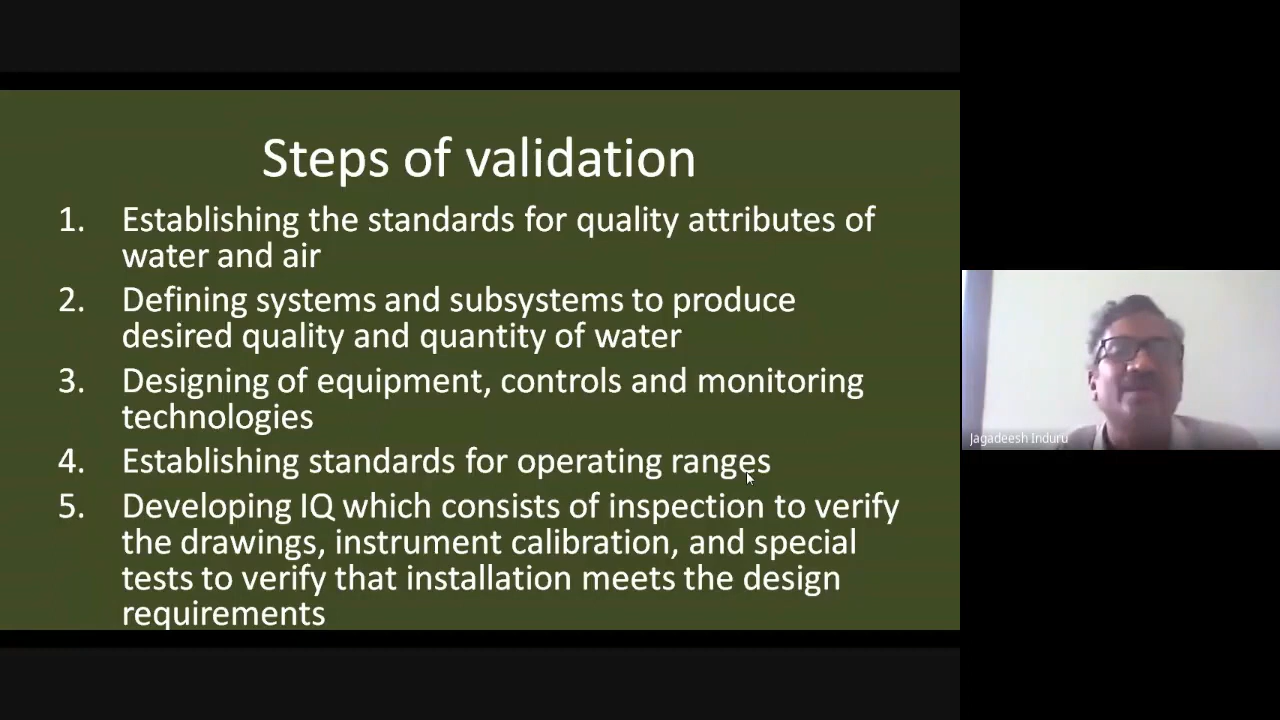 Steps of validation
1. Establishing the standards for quality attributes of
water and air
2. Defining systems and subsystems to produce
desired quality and quantity of water
3. Designing of equipment, controls and monitoring
technologies
4. Establishing standards for operating ranges
5. Developing IQ which consists of inspection to verify
the drawings, instrument calibration, and special
tests to verify that installation meets the design
requirements
Jagadeesh Induru